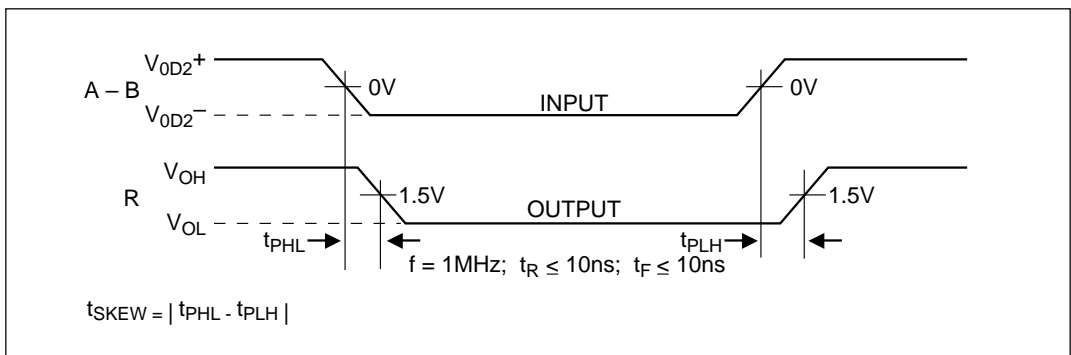 V0D2+
A – B
0V
INPUT
0V
V0D2–
VOH
R
1.5V
OUTPUT
1.5V
VOL
tPHL
tPLH
f = 1MHz; tR ≤ 10ns; tF ≤ 10ns
tSKEW = | tPHL - tPLH |